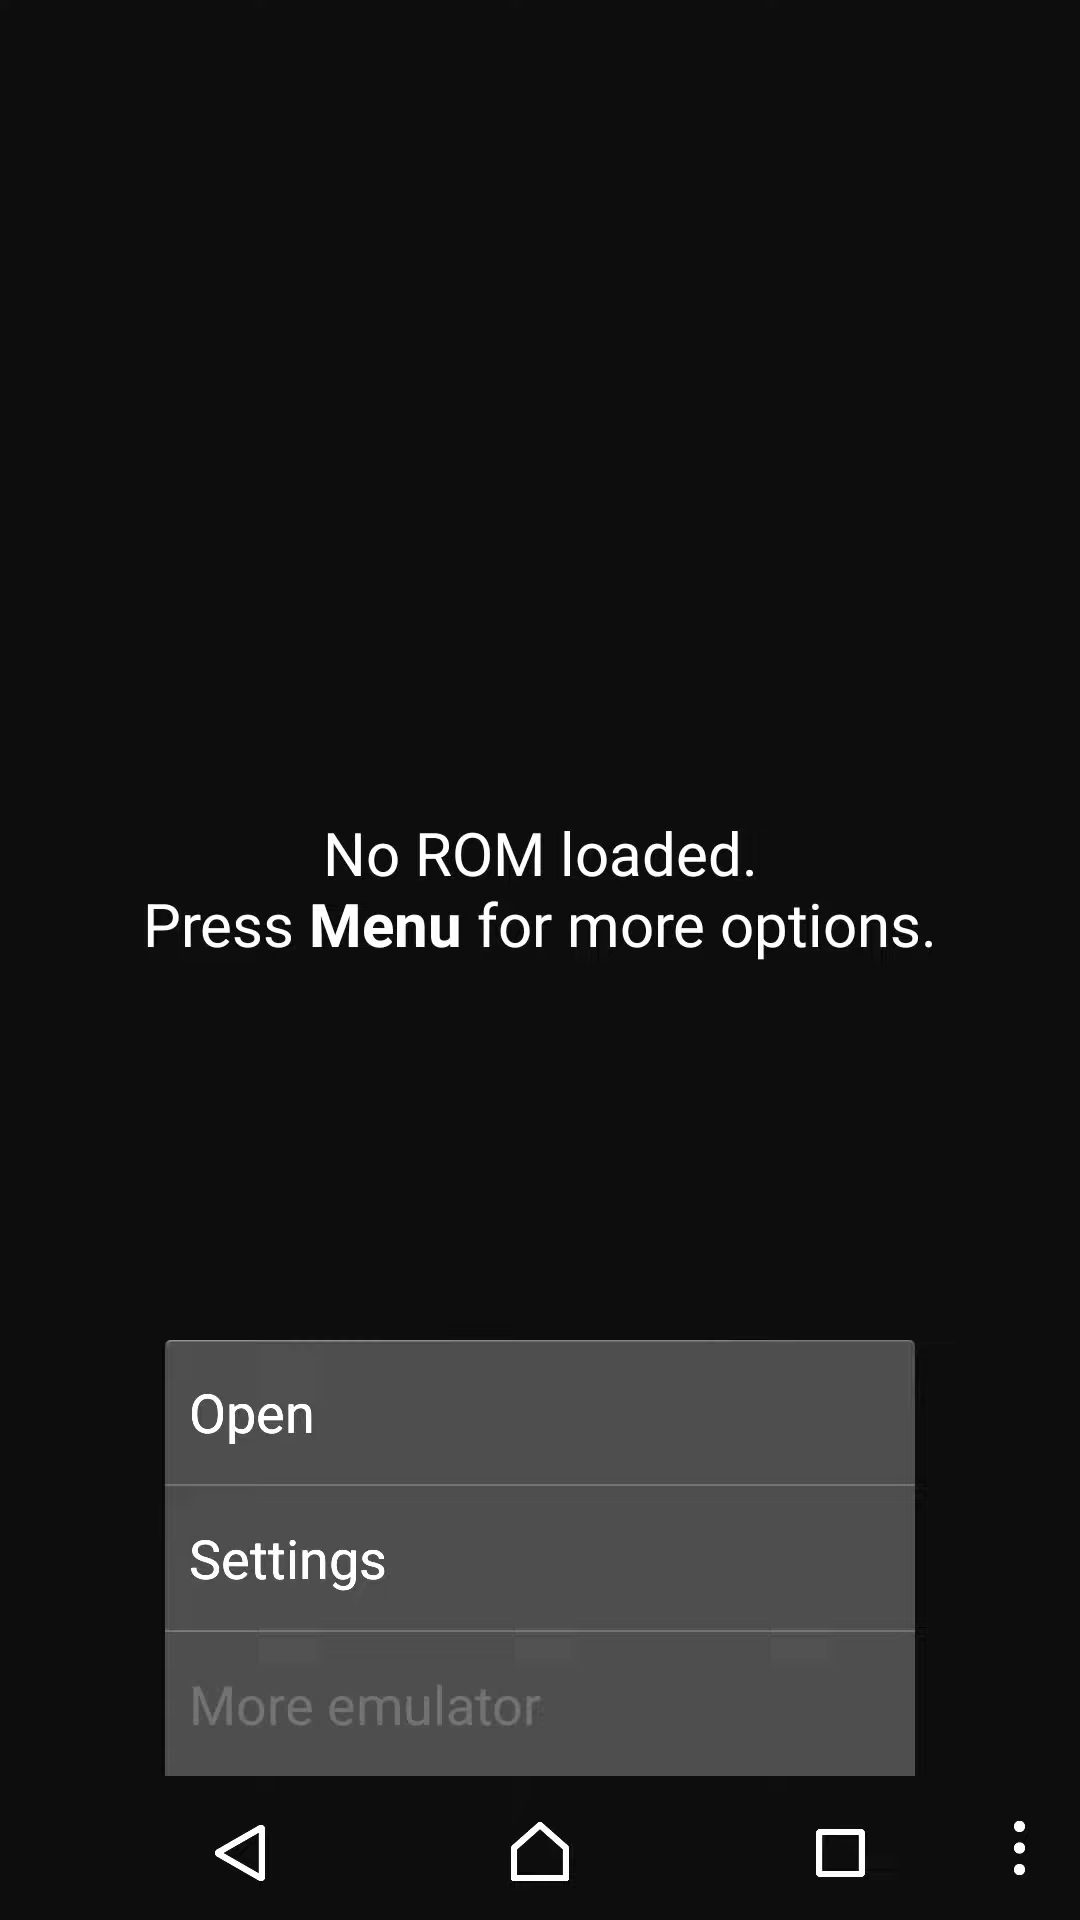 No ROM loaded.
Press Menu for more options.
Open
Settings
More emulator